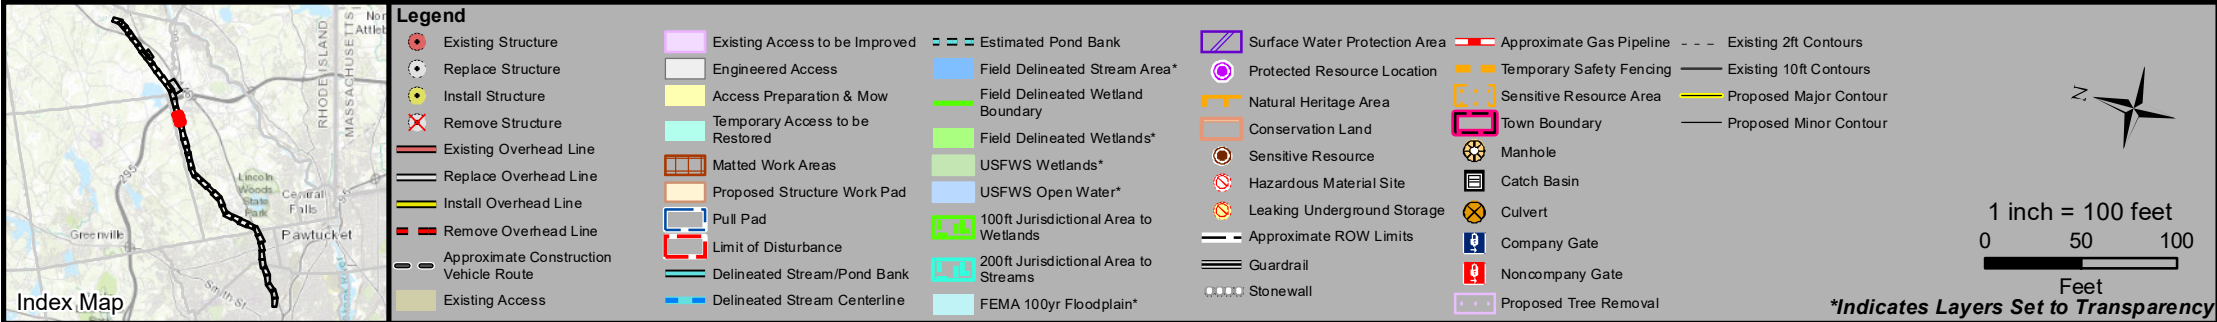 Nor
Attleb
RHODE ISLAND
MASSACHUSETTS
295
Lincoln
Woods
State
Park
Central
Falls
95
Greenville
Pawtucket
Smith St
Index Map
Legend
Existing Structure
Replace Structure
Install Structure
Remove Structure
Existing Overhead Line
Replace Overhead Line
Install Overhead Line
Remove Overhead Line
Approximate Construction
Vehicle Route
Existing Access
Existing Access to be Improved
Engineered Access
Access Preparation & Mow
Temporary Access to be
Restored
Matted Work Areas
Proposed Structure Work Pad
Pull Pad
Limit of Disturbance
Delineated Stream/Pond Bank
Delineated Stream Centerline
Estimated Pond Bank
Field Delineated Stream Area*
Field Delineated Wetland
Boundary
Field Delineated Wetlands*
USFWS Wetlands*
USFWS Open Water*
100ft Jurisdictional Area to
Wetlands
200ft Jurisdictional Area to
Streams
FEMA 100yr Floodplain*
Surface Water Protection Area
Protected Resource Location
Natural Heritage Area
Conservation Land
Sensitive Resource
Hazardous Material Site
Leaking Underground Storage
Approximate ROW Limits
Guardrail
Stonewall
Approximate Gas Pipeline
Temporary Safety Fencing
Sensitive Resource Area
Town Boundary
Manhole
Catch Basin
Culvert
Company Gate
Noncompany Gate
Proposed Tree Removal
Existing 2ft Contours
Existing 10ft Contours
Proposed Major Contour
Proposed Minor Contour
N
1 inch = 100 feet
0 50 100
Feet
*Indicates Layers Set to Transparency